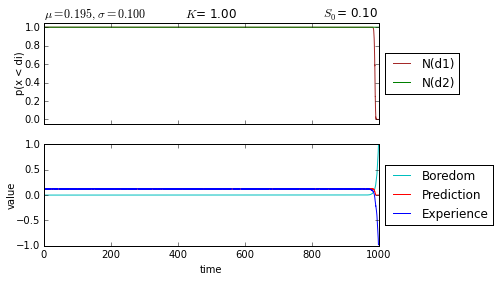 μ = 0.195, σ = 0.100 K = 1.00 S₀ = 0.10
1.0
0.8
0.6
0.4
0.2
0.0
p(x < di)
N(d1)
N(d2)
1.0
0.5
0.0
−0.5
−1.0
value
Boredom
Prediction
Experience
0 200 400 600 800 1000
time